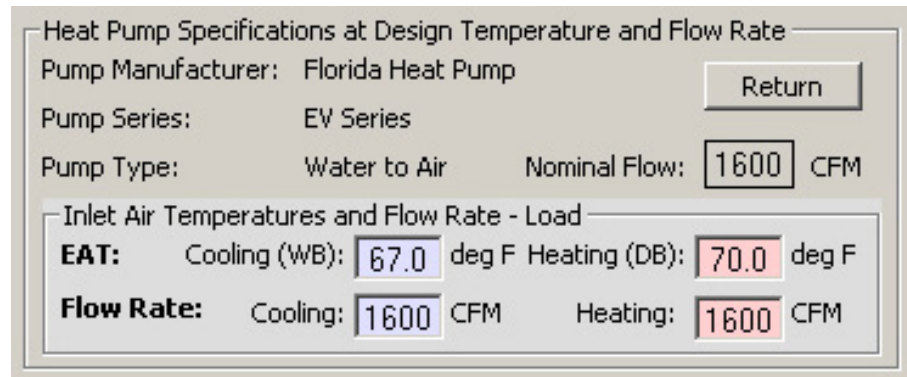 Heat Pump Specifications at Design Temperature and Flow Rate
Pump Manufacturer: Florida Heat Pump
Return
Pump Series: EV Series
Pump Type: Water to Air Nominal Flow: 1600 CFM
Inlet Air Temperatures and Flow Rate - Load
EAT: Cooling (WB): 67.0 deg F Heating (DB): 70.0 deg F
Flow Rate: Cooling: 1600 CFM Heating: 1600 CFM